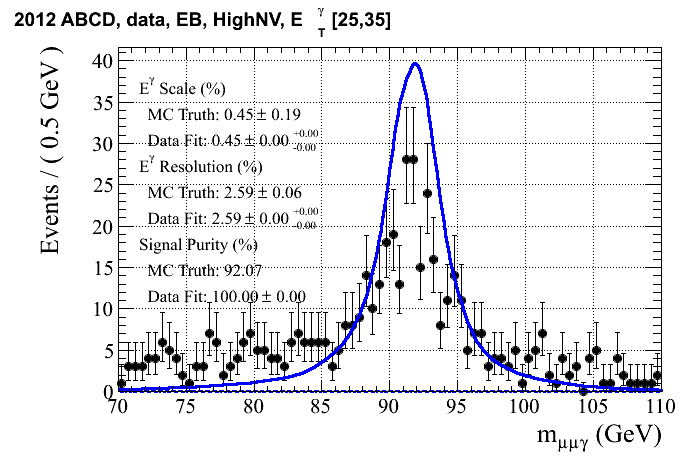 2012 ABCD, data, EB, HighNV, E_T^γ [25,35]
Events / ( 0.5 GeV )
40
35
30
25
20
15
10
5
0
E^γ Scale (%)
MC Truth: 0.45 ± 0.19
Data Fit: 0.45 ± 0.00 +0.00 -0.00
E^γ Resolution (%)
MC Truth: 2.59 ± 0.06
Data Fit: 2.59 ± 0.00 +0.00 -0.00
Signal Purity (%)
MC Truth: 92.07
Data Fit: 100.00 ± 0.00
70 75 80 85 90 95 100 105 110
m_μμγ (GeV)